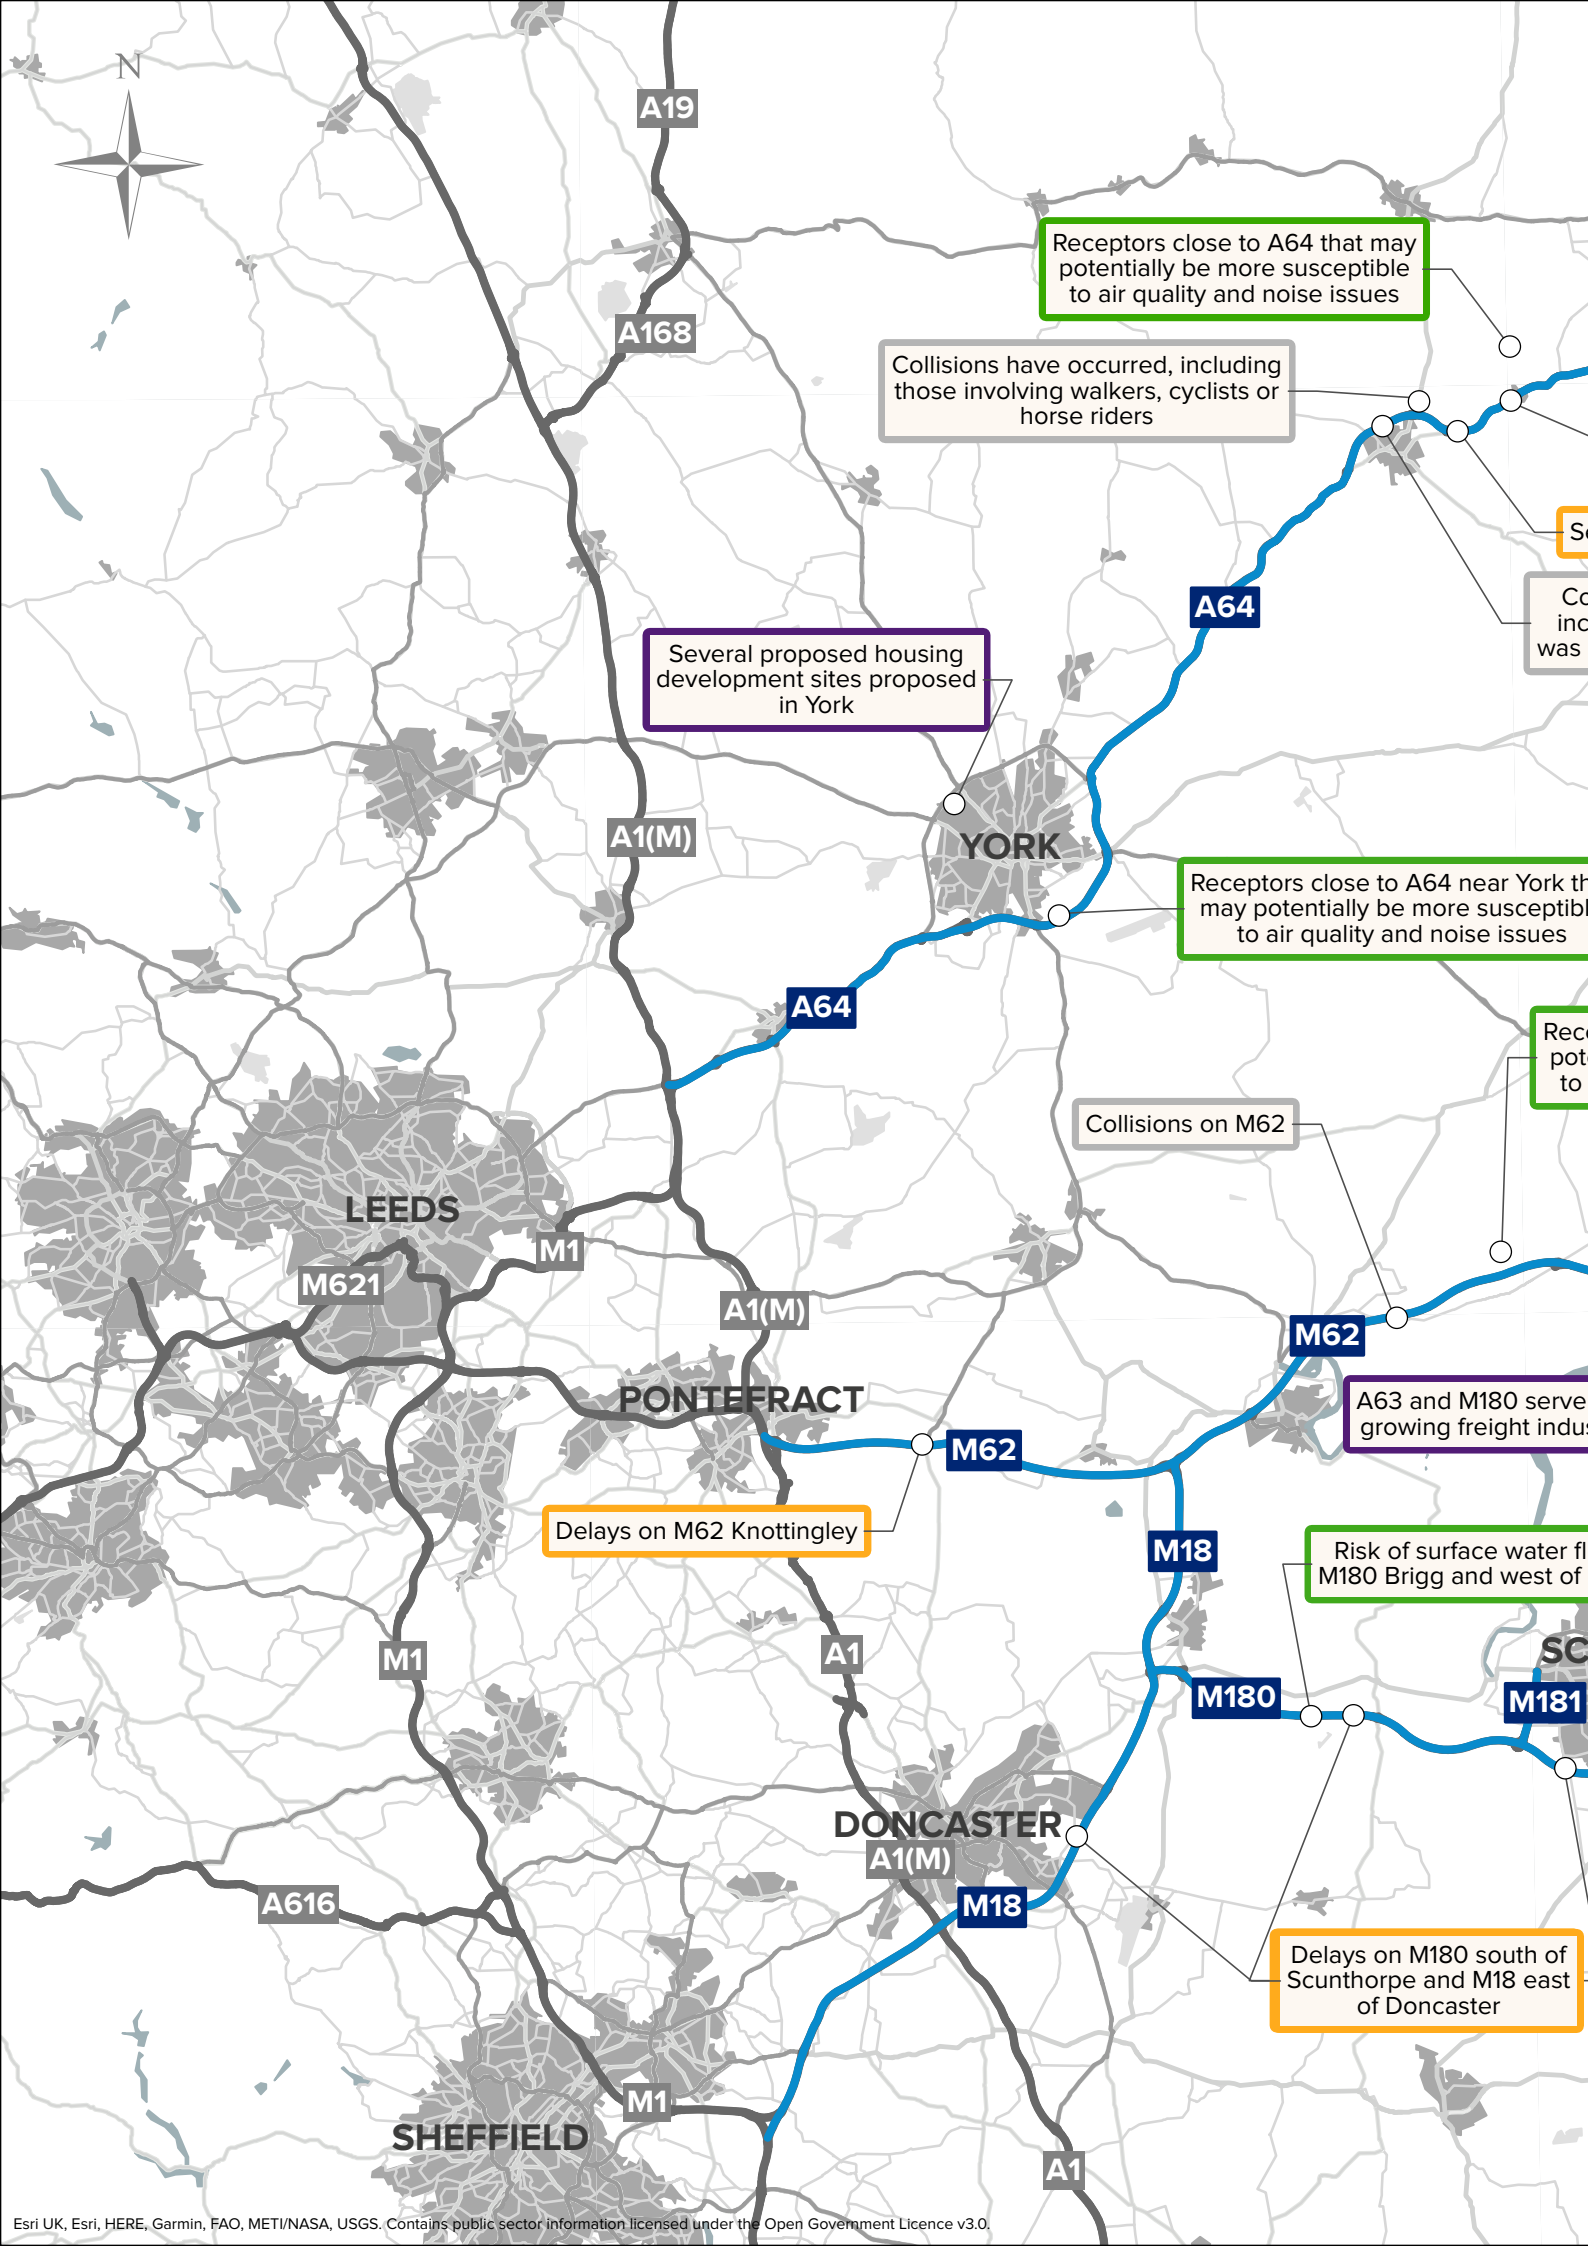 N
A19
Receptors close to A64 that may
potentially be more susceptible
to air quality and noise issues
A168
Collisions have occurred, including
those involving walkers, cyclists or
horse riders
A64
was
Several proposed housing
development sites proposed
in York
A1(M)
YORK
Receptors close to A64 near York
may potentially be more
to air quality and noise issues
A64
to
Collisions on M62
LEEDS
M1
M621
A1(M)
M62
PONTEFRACT
A63 and M180 serve
growing freight
M62
Delays on M62 Knottingley
M18
Risk of surface water
M180 Brigg and west of
M1
A1
M180
M181
DONCASTER
A1(M)
M18
A616
Delays on M180 south of
Scunthorpe and M18 east
of Doncaster
M1
SHEFFIELD
A1
Esri UK, Esri, HERE, Garmin, FAO, METI/NASA, USGS. Contains public sector information licensed under the Open Government Licence v3.0.